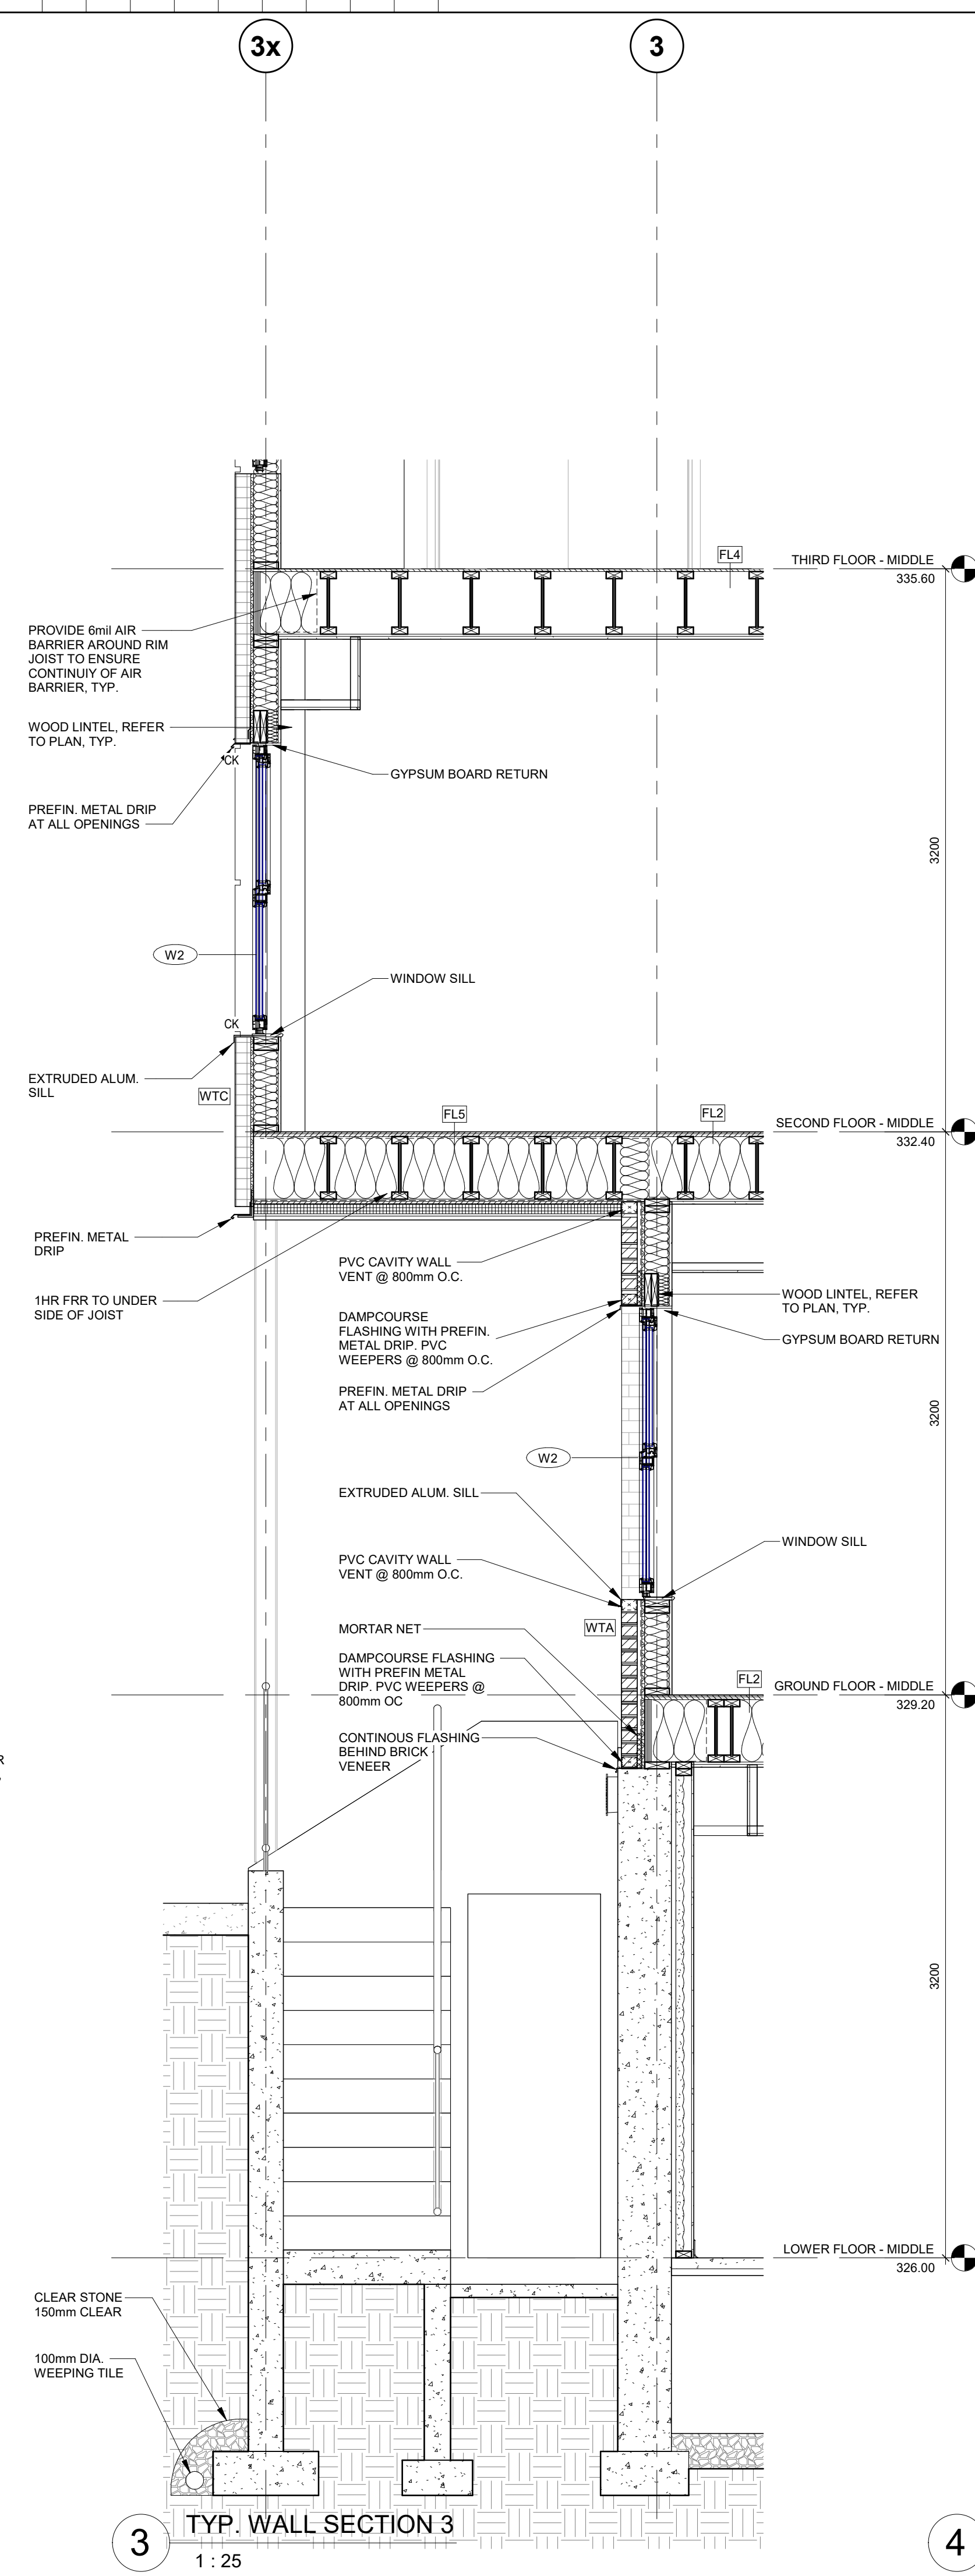 3x
3
FL4
THIRD FLOOR - MIDDLE
335.60
PROVIDE 6mil AIR
BARRIER AROUND RIM
JOIST TO ENSURE
CONTINUIY OF AIR
BARRIER, TYP.
WOOD LINTEL, REFER
TO PLAN, TYP.
CK
GYPSUM BOARD RETURN
PREFIN. METAL DRIP
AT ALL OPENINGS
3200
W2
WINDOW SILL
CK
EXTRUDED ALUM.
SILL
WTC
FL5
FL2
SECOND FLOOR - MIDDLE
332.40
PREFIN. METAL
DRIP
PVC CAVITY WALL
VENT @ 800mm O.C.
1HR FRR TO UNDER
SIDE OF JOIST
WOOD LINTEL, REFER
TO PLAN, TYP.
DAMPCOURSE
FLASHING WITH PREFIN.
METAL DRIP. PVC
WEEPERS @ 800mm O.C.
GYPSUM BOARD RETURN
PREFIN. METAL DRIP
AT ALL OPENINGS
3200
W2
EXTRUDED ALUM. SILL
WINDOW SILL
PVC CAVITY WALL
VENT @ 800mm O.C.
WTA
MORTAR NET
DAMPCOURSE FLASHING
WITH PREFIN METAL
DRIP. PVC WEEPERS @
800mm OC
FL2
GROUND FLOOR - MIDDLE
329.20
CONTINOUS FLASHING
BEHIND BRICK
VENEER
R
3200
LOWER FLOOR - MIDDLE
326.00
CLEAR STONE
150mm CLEAR
100mm DIA.
WEEPING TILE
3
TYP. WALL SECTION 3
1 : 25
4